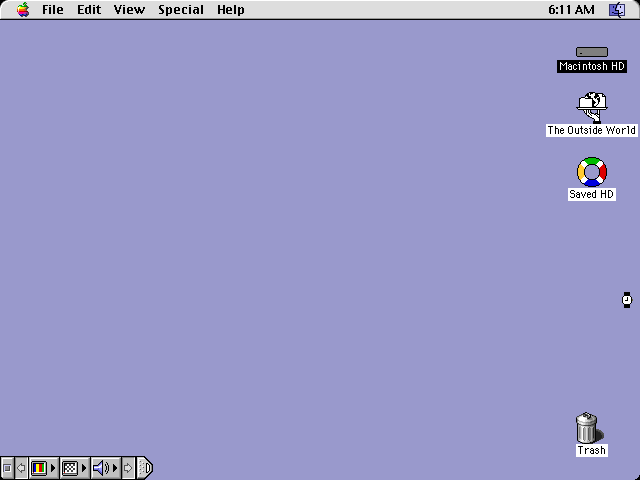 File Edit View Special Help 6:11 AM
Macintosh HD
The Outside World
Saved HD
Trash